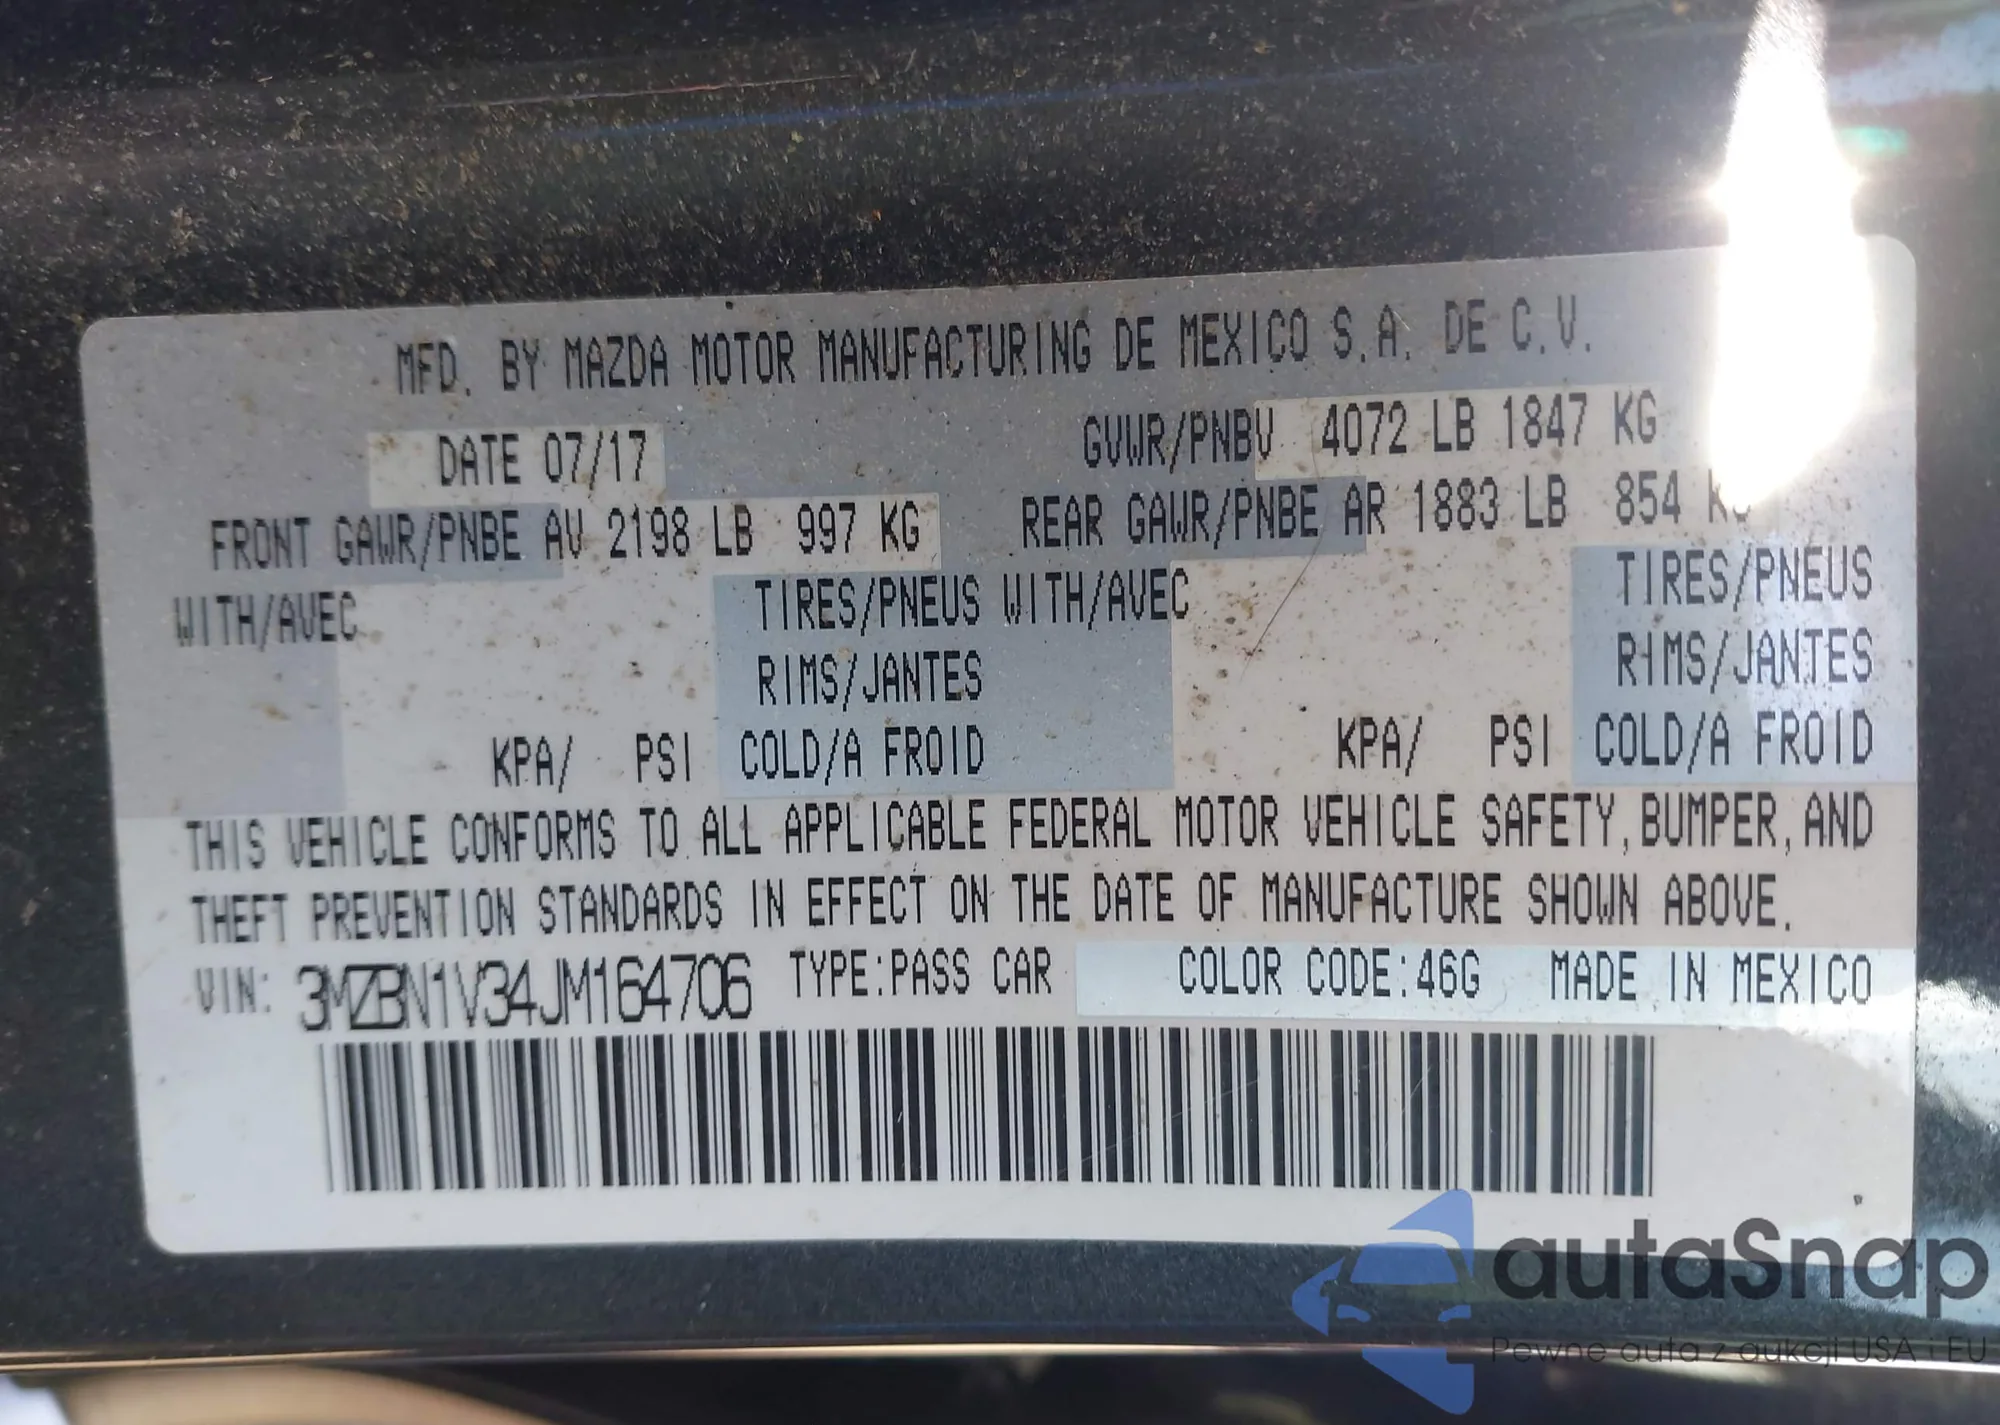 MFD. BY MAZDA MOTOR MANUFACTURING DE MEXICO S.A. DE C.V.
DATE 07/17 GVWR/PNBV 4072 LB 1847 KG
FRONT GAWR/PNBE AV 2198 LB 997 KG REAR GAWR/PNBE AR 1883 LB 854 KG
WITH/AVEC TIRES/PNEUS WITH/AVEC TIRES/PNEUS
RIMS/JANTES RIMS/JANTES
KPA/ PSI COLD/A FROID KPA/ PSI COLD/A FROID
THIS VEHICLE CONFORMS TO ALL APPLICABLE FEDERAL MOTOR VEHICLE SAFETY, BUMPER, AND
THEFT PREVENTION STANDARDS IN EFFECT ON THE DATE OF MANUFACTURE SHOWN ABOVE.
VIN: 3MZBN1V34JM164706 TYPE:PASS CAR COLOR CODE:46G MADE IN MEXICO
autaSnap
Pewne auta z aukcji USA i EU